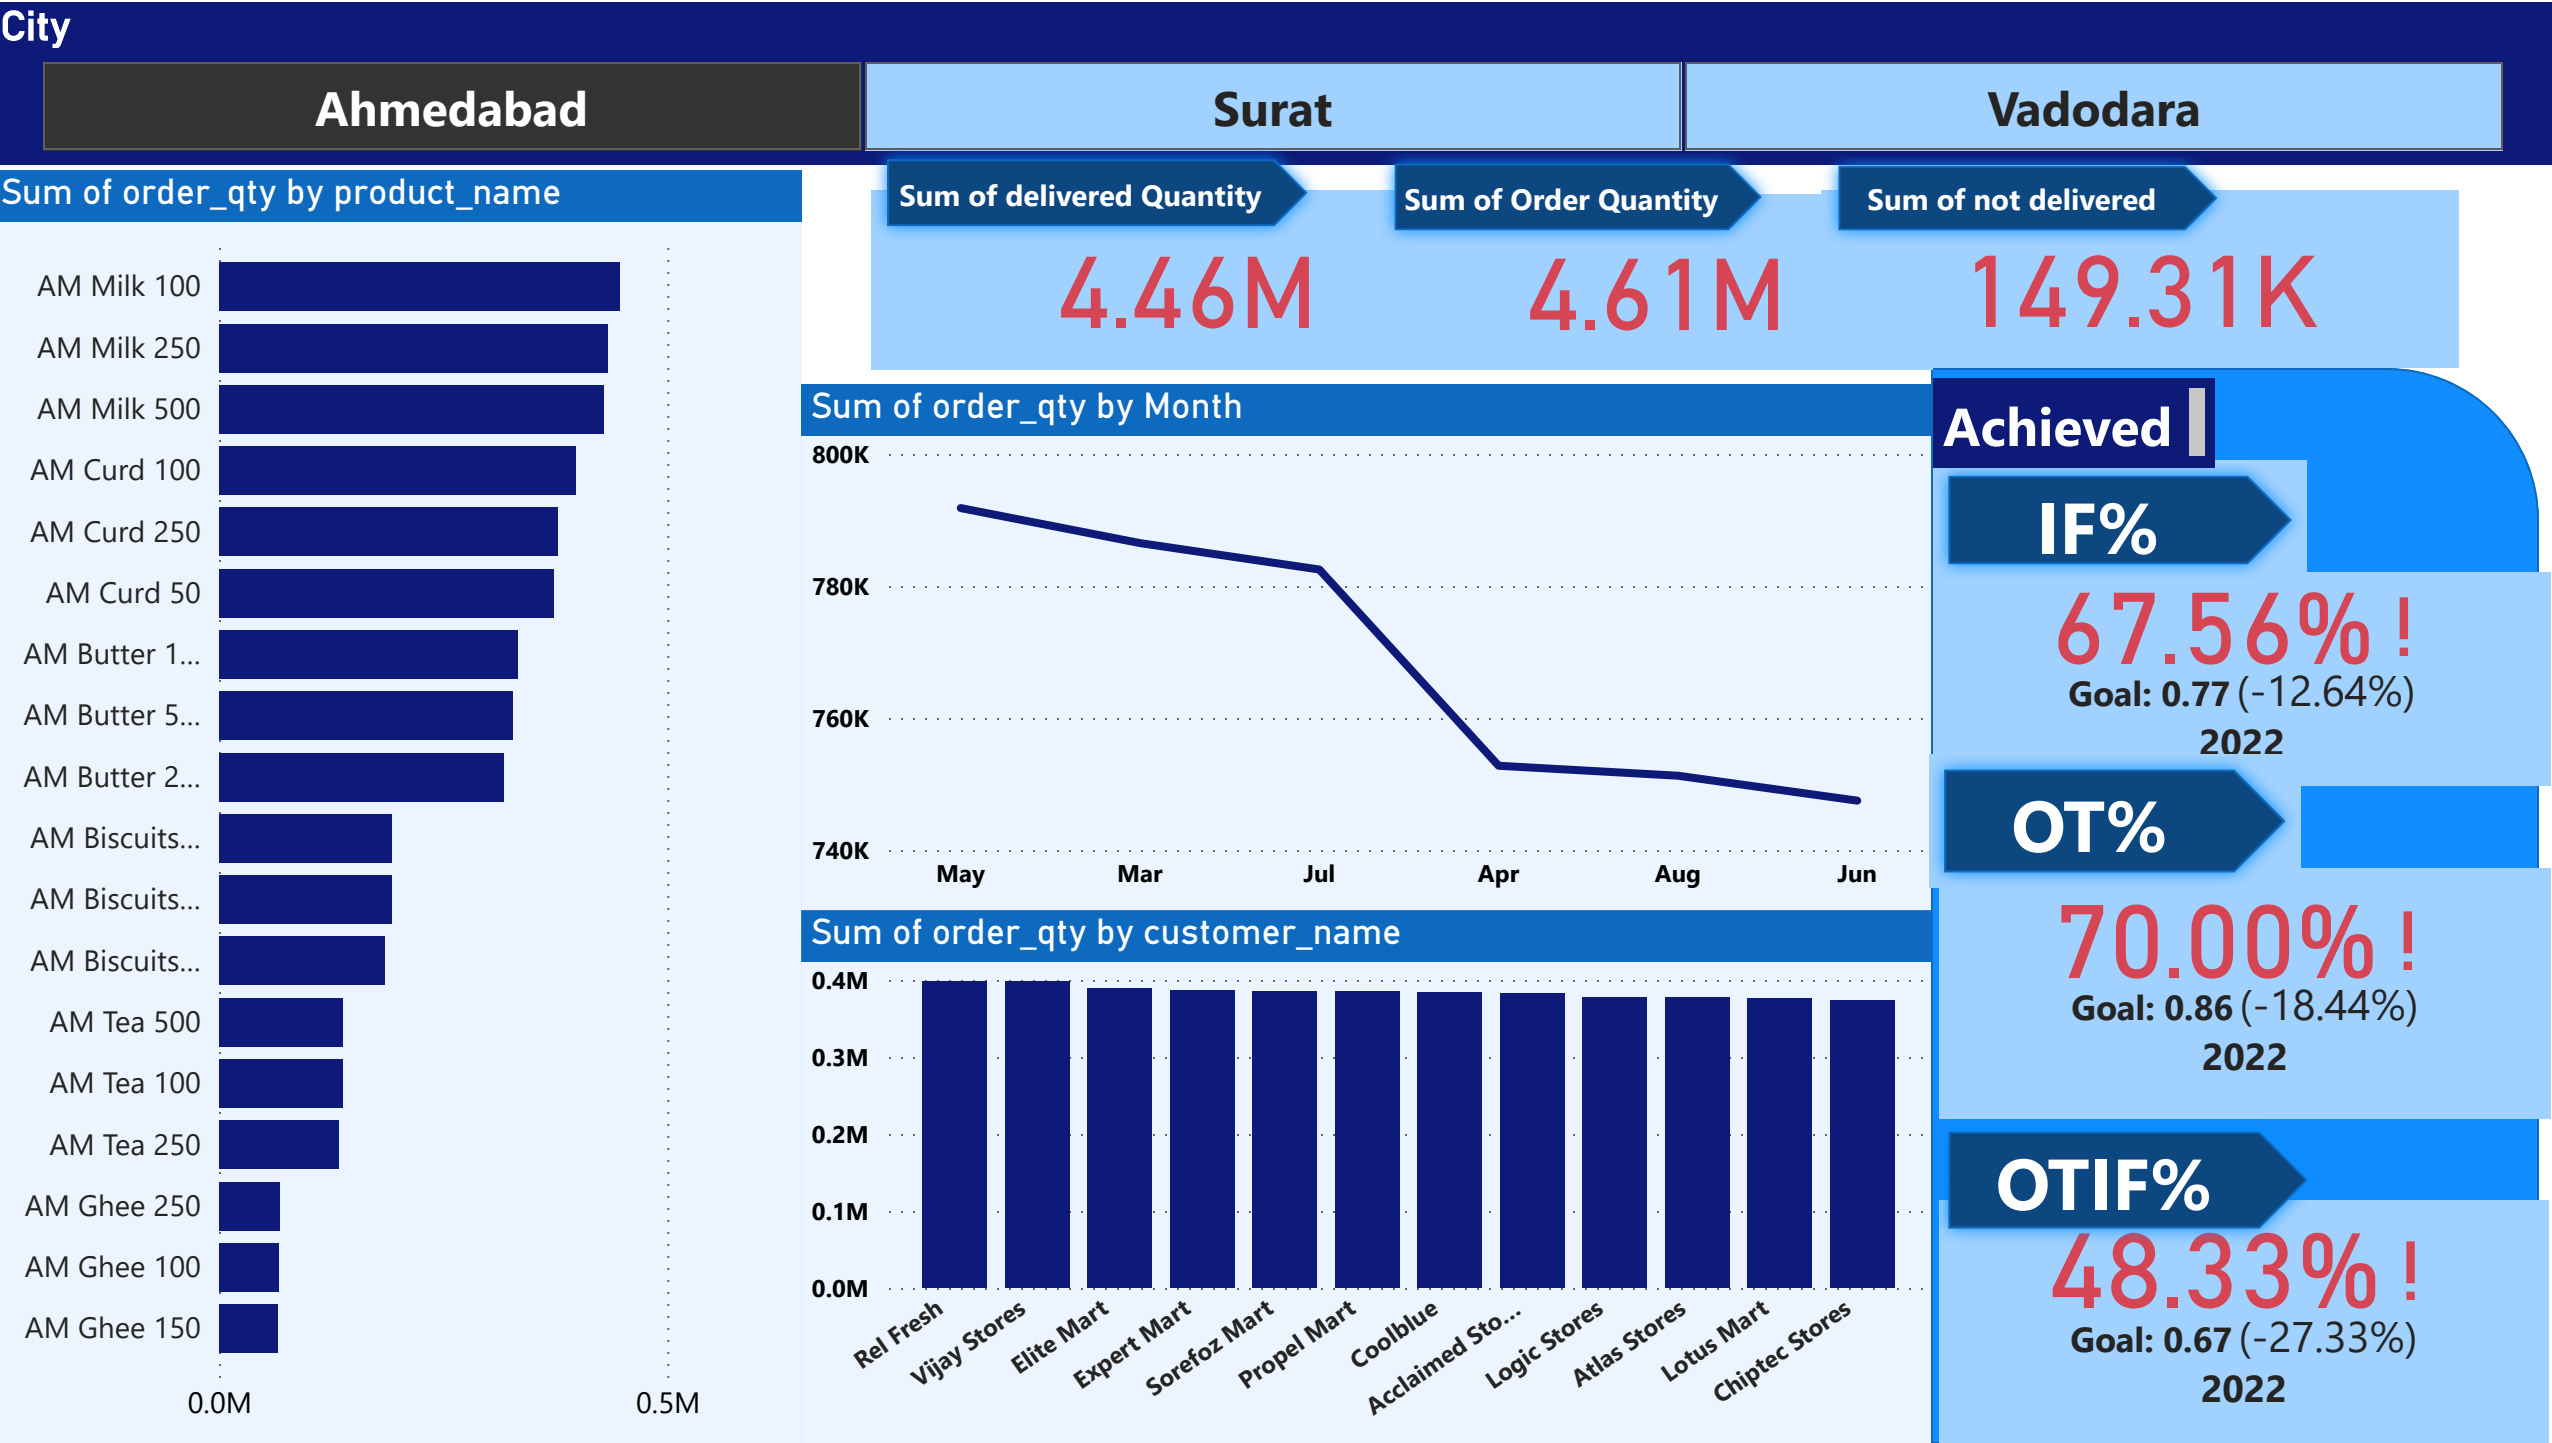 City
Ahmedabad
Surat
Vadodara
Sum of order_qty by product_name
AM Milk 100
AM Milk 250
AM Milk 500
AM Curd 100
AM Curd 250
AM Curd 50
AM Butter 1...
AM Butter 5...
AM Butter 2...
AM Biscuits...
AM Biscuits...
AM Biscuits...
AM Tea 500
AM Tea 100
AM Tea 250
AM Ghee 250
AM Ghee 100
AM Ghee 150
0.0M
0.5M
Sum of delivered Quantity
4.46M
Sum of Order Quantity
4.61M
Sum of not delivered
149.31K
Sum of order_qty by Month
800K
780K
760K
740K
May
Mar
Jul
Apr
Aug
Jun
Sum of order_qty by customer_name
0.4M
0.3M
0.2M
0.1M
0.0M
Rel Fresh
Vijay Stores
Elite Mart
Expert Mart
Sorefoz Mart
Propel Mart
Coolblue
Acclaimed Sto...
Logic Stores
Atlas Stores
Lotus Mart
Chiptec Stores
Achieved
IF%
67.56% !
Goal: 0.77 (-12.64%)
2022
OT%
70.00% !
Goal: 0.86 (-18.44%)
2022
OTIF%
48.33% !
Goal: 0.67 (-27.33%)
2022